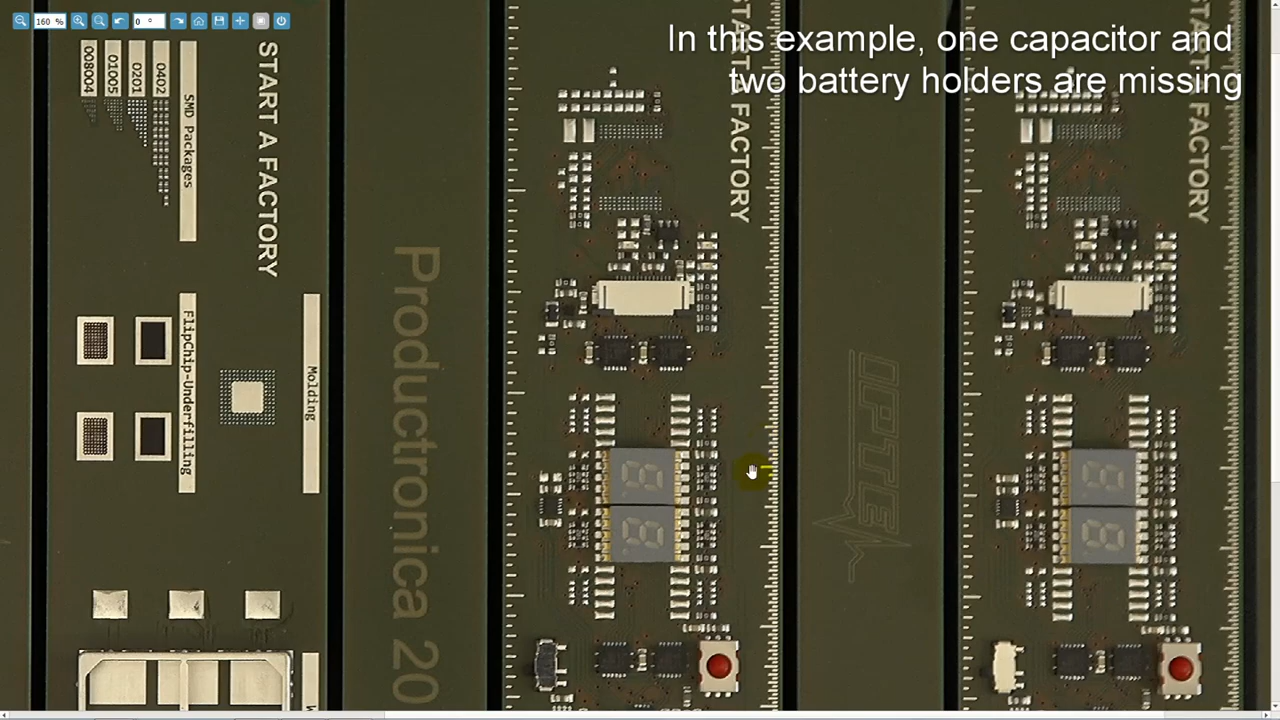 160 %
0 °
In this example, one capacitor and
two battery holders are missing
008004
01005
0201
0402
SMD Packages
START A FACTORY
FlipChip-Underfilling
Molding
Productronica 20
START A FACTORY
OPTE
START A FACTORY